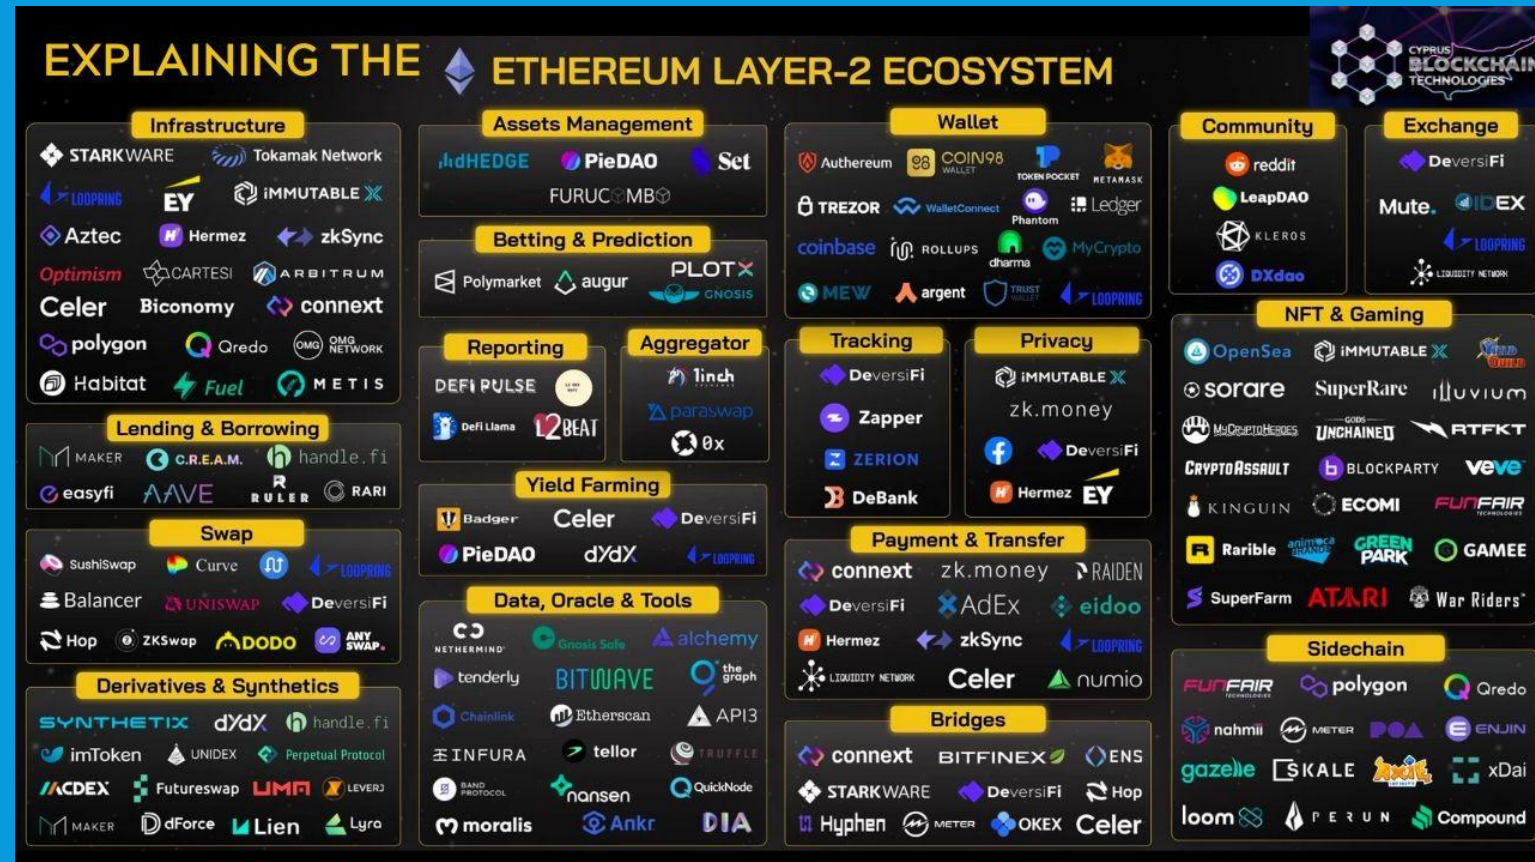 EXPLAINING THE ETHEREUM LAYER-2 ECOSYSTEM
CYPRUS
BLOCKCHAIN
TECHNOLOGIES
Infrastructure
STARKWARE Tokamak Network
LOOPRING EY iMMUTABLE X
Aztec Hermez zkSync
Optimism CARTESI ARBITRUM
Celer Biconomy connext
polygon Qredo OMG OMG NETWORK
Habitat Fuel METIS
Lending & Borrowing
MAKER C.R.E.A.M. handle.fi
easyfi AAVE RULER RARI
Swap
SushiSwap Curve LOOPRING
Balancer UNISWAP DeversiFi
Hop ZKSwap DODO ANY SWAP.
Derivatives & Synthetics
SYNTHETIX dYdX handle.fi
imToken UNIDEX Perpetual Protocol
MCDEX Futureswap UMA LEVERJ
MAKER dForce Lien Lyra
Assets Management
dHEDGE PieDAO Set
FURUCOMBO
Betting & Prediction
Polymarket augur PLOTX
GNOSIS
Reporting
DEFI PULSE
DefiLlama L2BEAT
Aggregator
1inch
paraswap
0x
Yield Farming
Badger Celer DeversiFi
PieDAO dYdX LOOPRING
Data, Oracle & Tools
NETHERMIND Gnosis Safe alchemy
tenderly BITWAVE the graph
Chainlink Etherscan API3
INFURA tellor TRUFFLE
BAND PROTOCOL nansen QuickNode
moralis Ankr DIA
Wallet
Authereum 98 COIN98 WALLET TOKEN POCKET METAMASK
TREZOR WalletConnect Phantom Ledger
coinbase ROLLUPS dharma MyCrypto
MEW argent TRUST WALLET LOOPRING
Tracking
DeversiFi
Zapper
ZERION
DeBank
Privacy
iMMUTABLE X
zk.money
DeversiFi
Hermez EY
Payment & Transfer
connext zk.money RAIDEN
DeversiFi AdEx eidoo
Hermez zkSync LOOPRING
LIQUIDITY NETWORK Celer numio
Bridges
connext BITFINEX ENS
STARKWARE DeversiFi Hop
Hyphen METER OKEX Celer
Community
reddit
LeapDAO
KLEROS
DXdao
Exchange
DeversiFi
Mute. IDEX
LOOPRING
LIQUIDITY NETWORK
NFT & Gaming
OpenSea iMMUTABLE X
sorare SuperRare ILLUVIUM
MyCryptoHeroes GODS UNCHAINED RTFKT
CRYPTOASSAULT BLOCKPARTY VeVe
KINGUIN ECOMI FUNFAIR TECHNOLOGIES
Rarible animoca BRANDS GREEN PARK GAMEE
SuperFarm ATARI War Riders
Sidechain
FUNFAIR TECHNOLOGIES polygon Qredo
nahmii METER POA ENJIN
gazelle SKALE AXIE INFINITY xDai
loom PERUN Compound